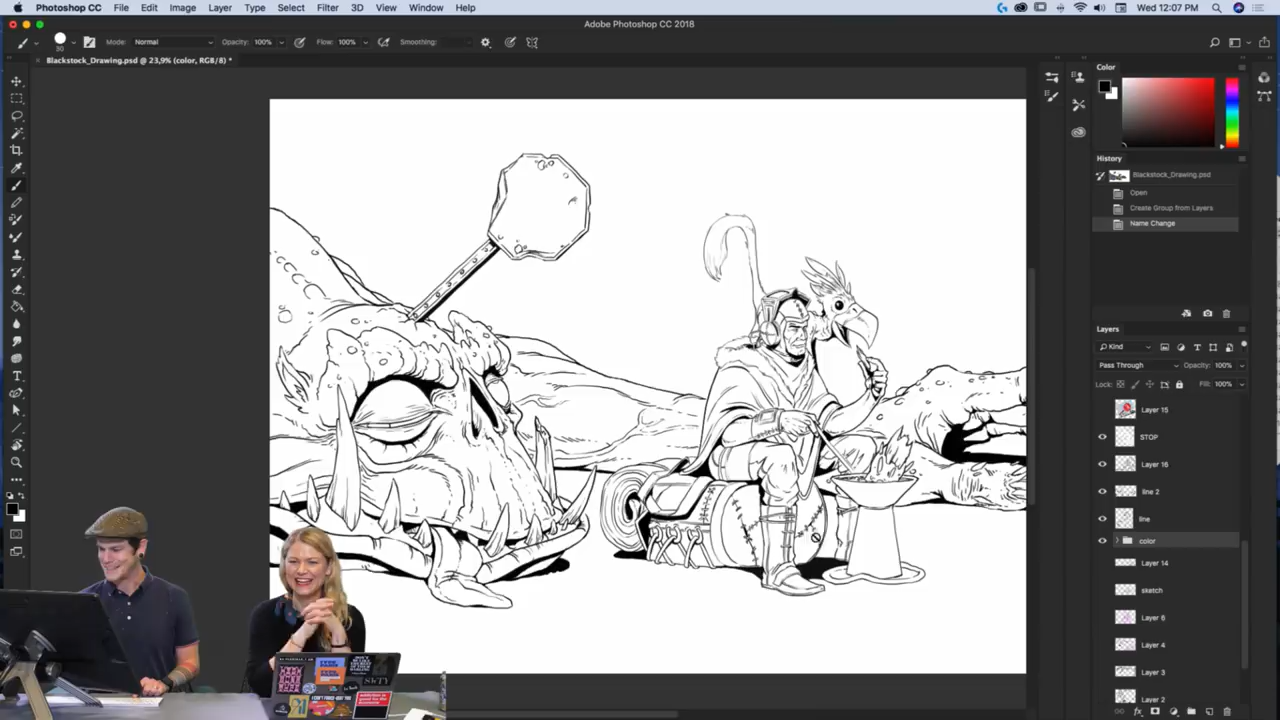 Photoshop CC File Edit Image Layer Type Select Filter 3D View Window Help Wed 12:07 PM
Adobe Photoshop CC 2018
30 Mode: Normal Opacity: 100% Flow: 100% Smoothing:
Blackstock_Drawing.psd @ 23,9% (color, RGB/8) *
Color
History
Blackstock_Drawing.psd
Open
Create Group from Layers
Name Change
Layers
Kind
Pass Through Opacity: 100%
Lock: Fill: 100%
Layer 15
STOP
Layer 16
line 2
line
color
Layer 14
sketch
Layer 6
Layer 4
Layer 3
Layer 2